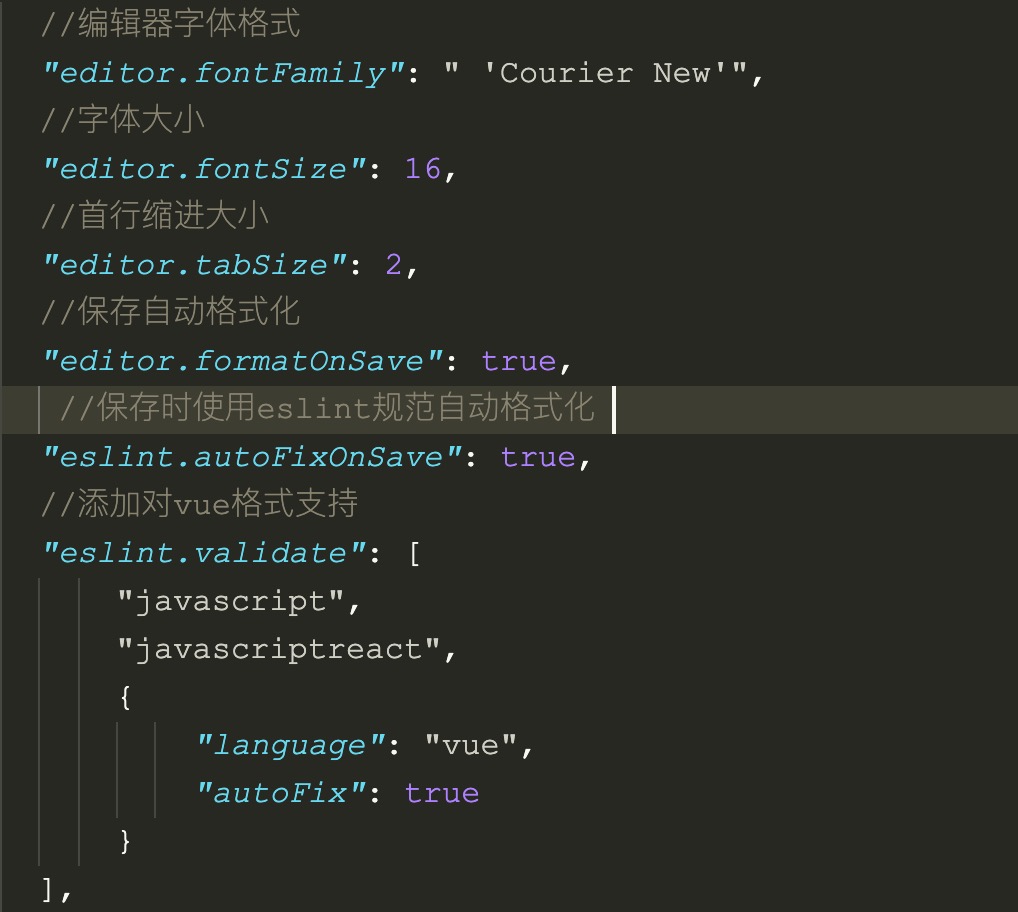 //编辑器字体格式
"editor.fontFamily": " 'Courier New'",
//字体大小
"editor.fontSize": 16,
//首行缩进大小
"editor.tabSize": 2,
//保存自动格式化
"editor.formatOnSave": true,
//保存时使用eslint规范自动格式化
"eslint.autoFixOnSave": true,
//添加对vue格式支持
"eslint.validate": [
"javascript",
"javascriptreact",
{
"language": "vue",
"autoFix": true
}
],